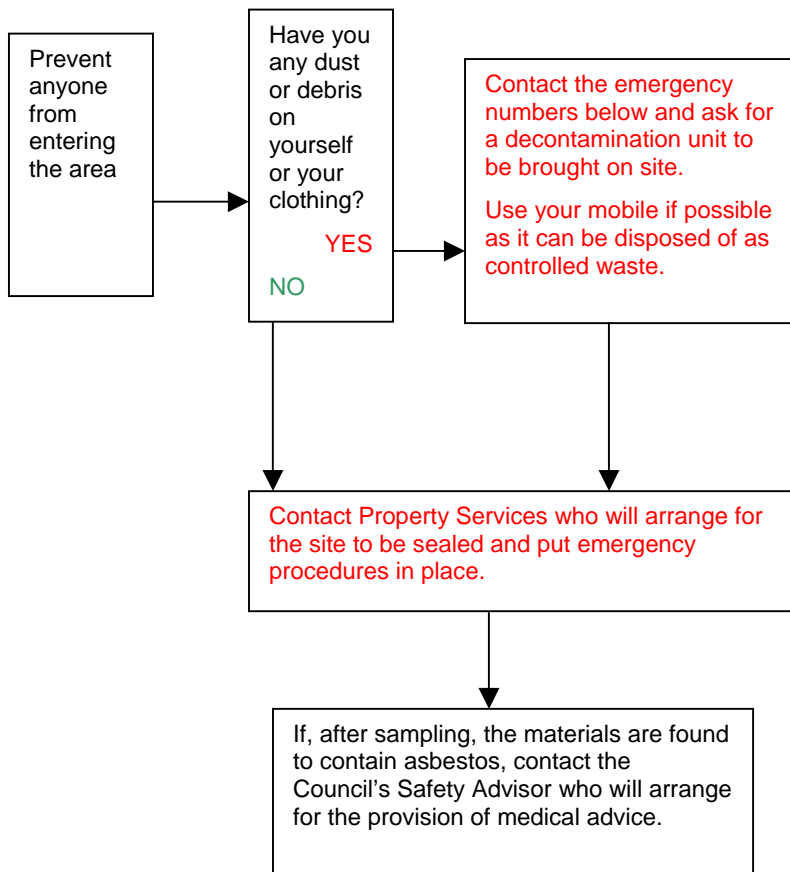 Prevent
anyone
from
entering
the area
Have you
any dust
or debris
on
yourself
or your
clothing?
YES
NO
Contact the emergency
numbers below and ask for
a decontamination unit to
be brought on site.
Use your mobile if possible
as it can be disposed of as
controlled waste.
Contact Property Services who will arrange for
the site to be sealed and put emergency
procedures in place.
If, after sampling, the materials are found
to contain asbestos, contact the
Council's Safety Advisor who will arrange
for the provision of medical advice.